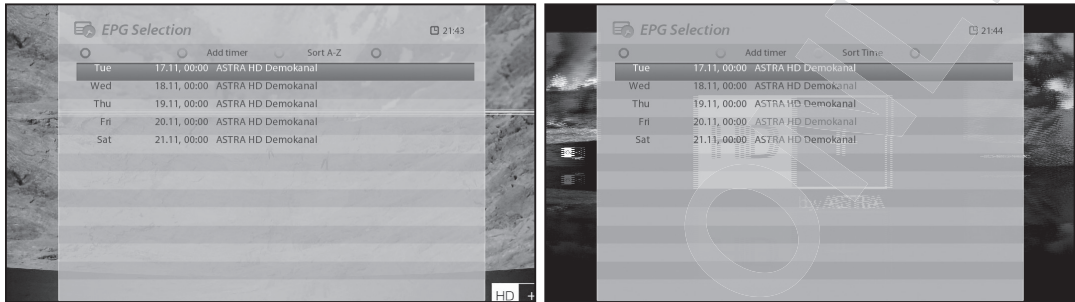 EPG Selection 21:43
Add timer Sort A-Z
Tue 17.11, 00:00 ASTRA HD Demokanal
Wed 18.11, 00:00 ASTRA HD Demokanal
Thu 19.11, 00:00 ASTRA HD Demokanal
Fri 20.11, 00:00 ASTRA HD Demokanal
Sat 21.11, 00:00 ASTRA HD Demokanal
HD +
EPG Selection 21:44
Add timer Sort Time
Tue 17.11, 00:00 ASTRA HD Demokanal
Wed 18.11, 00:00 ASTRA HD Demokanal
Thu 19.11, 00:00 ASTRA HD Demokanal
Fri 20.11, 00:00 ASTRA HD Demokanal
Sat 21.11, 00:00 ASTRA HD Demokanal
HD +
by ASTRA